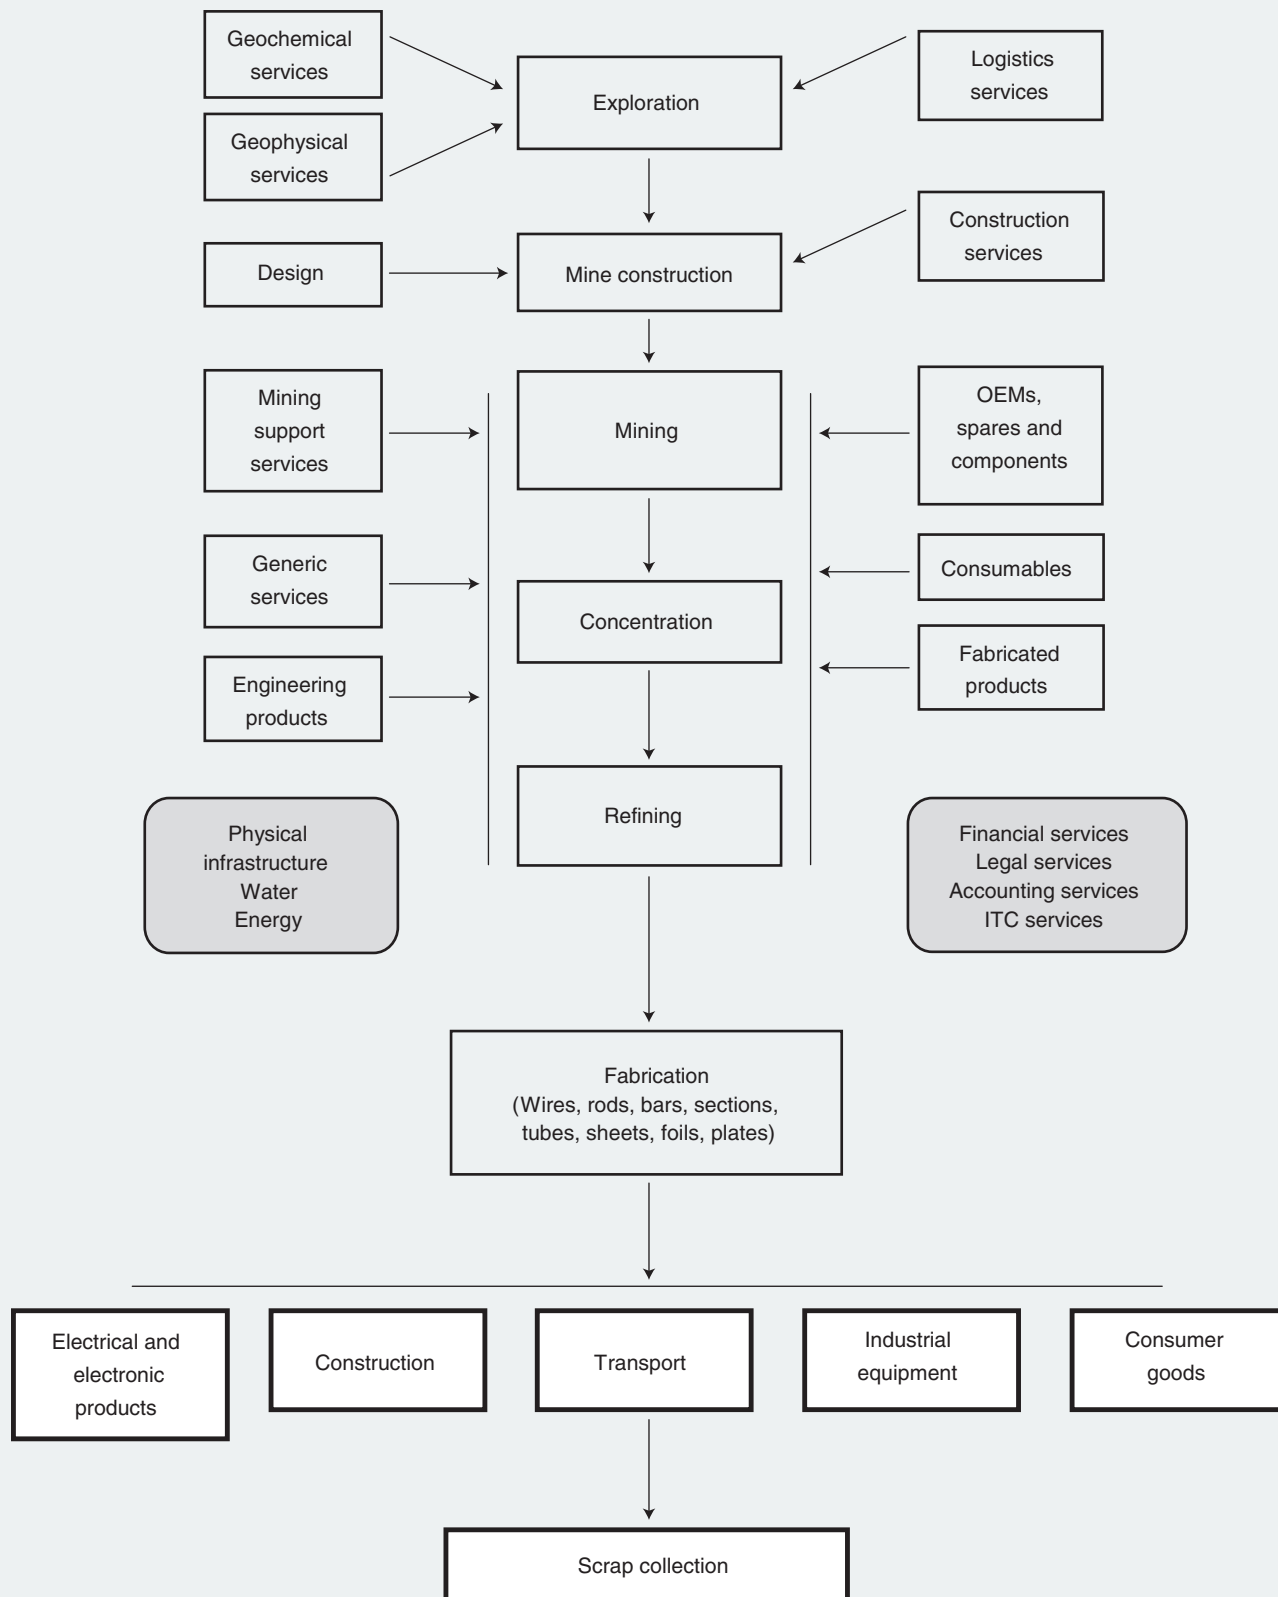 Geochemical
services
Exploration
Logistics
services
Geophysical
services
Design
Mine construction
Construction
services
Mining
support
services
Mining
OEMs,
spares and
components
Generic
services
Concentration
Consumables
Engineering
products
Fabricated
products
Refining
Physical
infrastructure
Water
Energy
Financial services
Legal services
Accounting services
ITC services
Fabrication
(Wires, rods, bars, sections,
tubes, sheets, foils, plates)
Electrical and
electronic
products
Construction
Transport
Industrial
equipment
Consumer
goods
Scrap collection